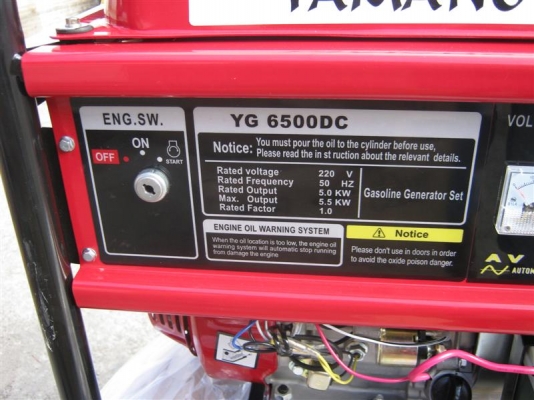 ENG.SW.
ON
OFF
START
YG 6500DC
Notice: You must pour the oil to the cylinder before use,
Please read the in st ruction about the relevant details.
Rated voltage 220 V
Rated Frequency 50 HZ
Rated Output 5.0 KW
Max. Output 5.5 KW
Rated Factor 1.0
Gasoline Generator Set
ENGINE OIL WARNING SYSTEM
When the oil location is too low, the engine oil
warning system will automatic stop running
from damage the engine.
Notice
Please don't use in doors in order
to avoid the oxide poison danger.
VOL
AV
AUTOM